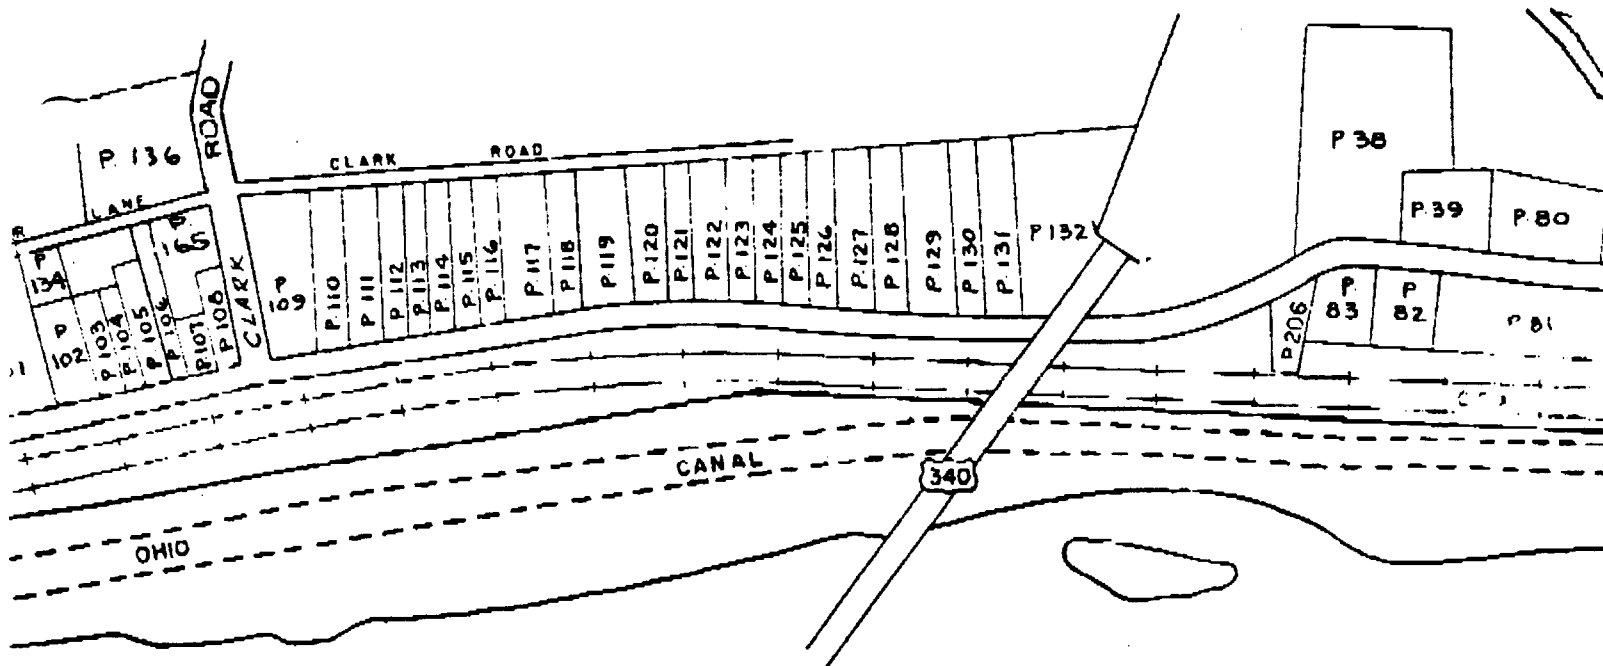 ROAD
P. 136
CLARK ROAD
LANE
P 165
P 134
P 102
P 103
P 104
P 105
P 106
P 107
P 108
CLARK
P 109
P 110
P 111
P 112
P 113
P 114
P 115
P 116
P 117
P 118
P 119
P 120
P 121
P 122
P 123
P 124
P 125
P 126
P 127
P 128
P 129
P 130
P 131
P 132
P 38
P 39
P 80
P 206
P 83
P 82
P 81
CANAL
340
OHIO